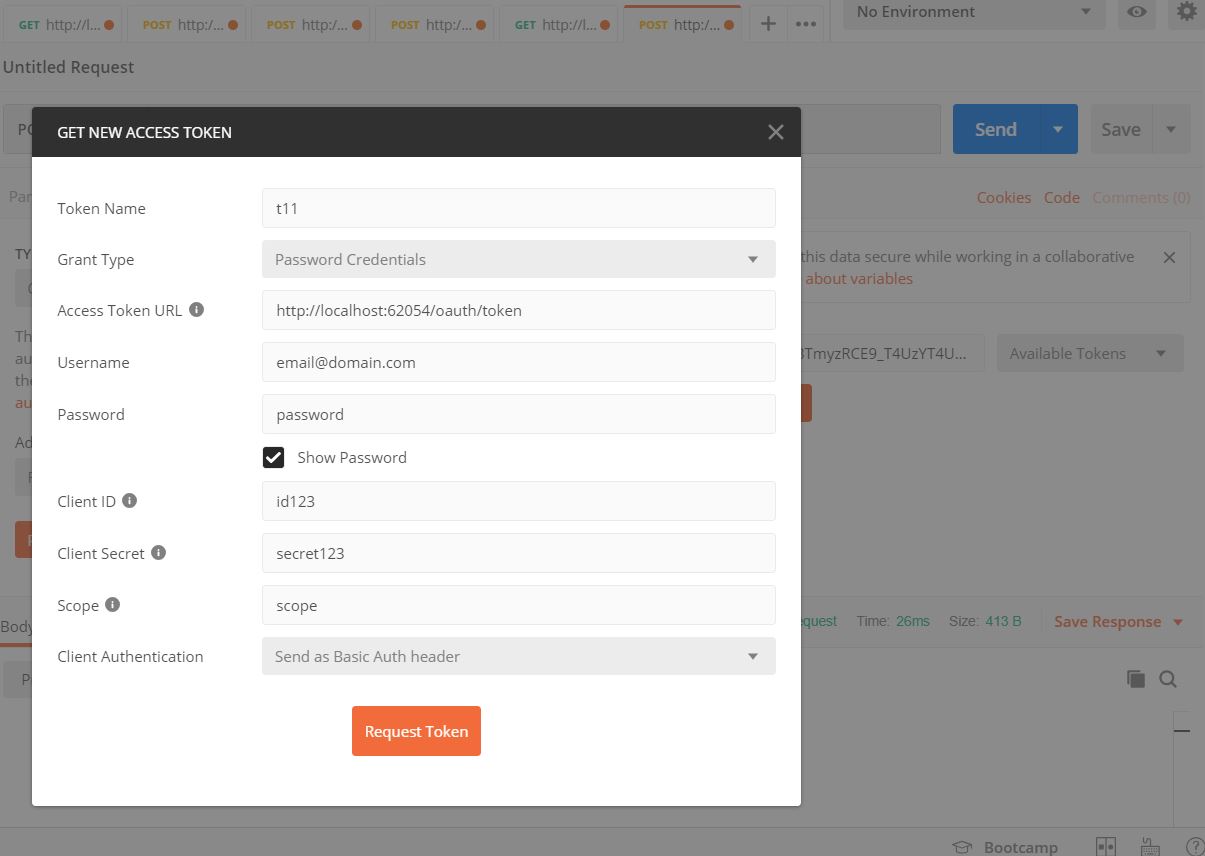 GET http://l... POST http:/... POST http:/... POST http:/... GET http://l... POST http:/... + ••• No Environment
Untitled Request
GET NEW ACCESS TOKEN
Send Save
Token Name t11
Cookies Code Comments (0)
Grant Type Password Credentials
this data secure while working in a collaborative
about variables
Access Token URL http://localhost:62054/oauth/token
Username email@domain.com
Available Tokens
Password password
Show Password
Client ID id123
Client Secret secret123
Scope scope
Body
Time: 26ms Size: 413 B Save Response
Client Authentication Send as Basic Auth header
Request Token
Bootcamp